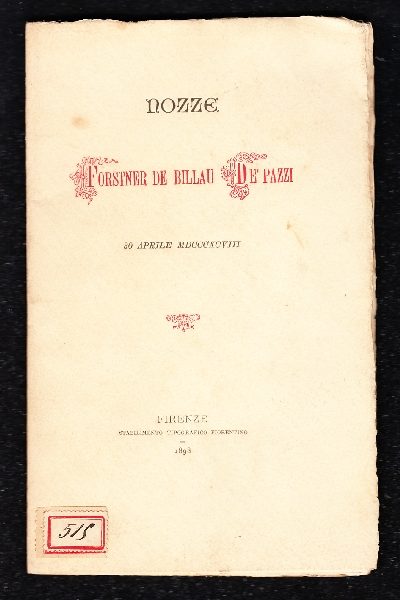 NOZZE
FORSTNER DE BILLAU DE' PAZZI
30 APRILE MDCCCXCVIII
FIRENZE
STABILIMENTO TIPOGRAFICO FIORENTINO
1898
515